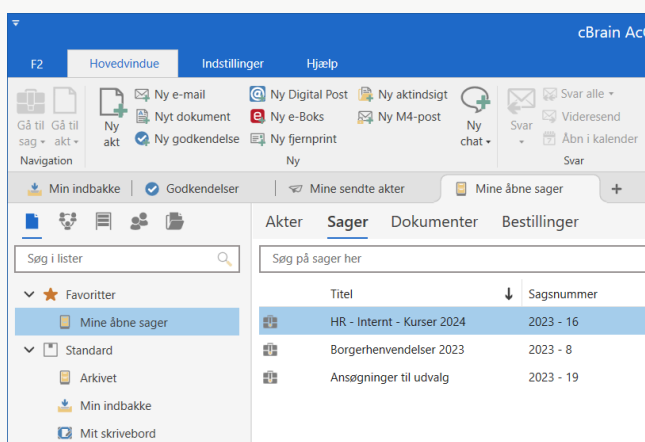 cBrain Ac
F2 Hovedvindue Indstillinger Hjælp
Gå til sag Gå til akt
Navigation
Ny akt
Ny e-mail
Nyt dokument
Ny godkendelse
Ny Digital Post
Ny e-Boks
Ny fjernprint
Ny aktindsigt
Ny M4-post
Ny chat
Ny
Svar
Svar alle
Videresend
Åbn i kalender
Svar
Min indbakke Godkendelser Mine sendte akter Mine åbne sager +
Akter Sager Dokumenter Bestillinger
Søg i lister
Søg på sager her
Favoritter
Mine åbne sager
Standard
Arkivet
Min indbakke
Mit skrivebord
Titel Sagsnummer
HR - Internt - Kurser 2024 2023 - 16
Borgerhenvendelser 2023 2023 - 8
Ansøgninger til udvalg 2023 - 19